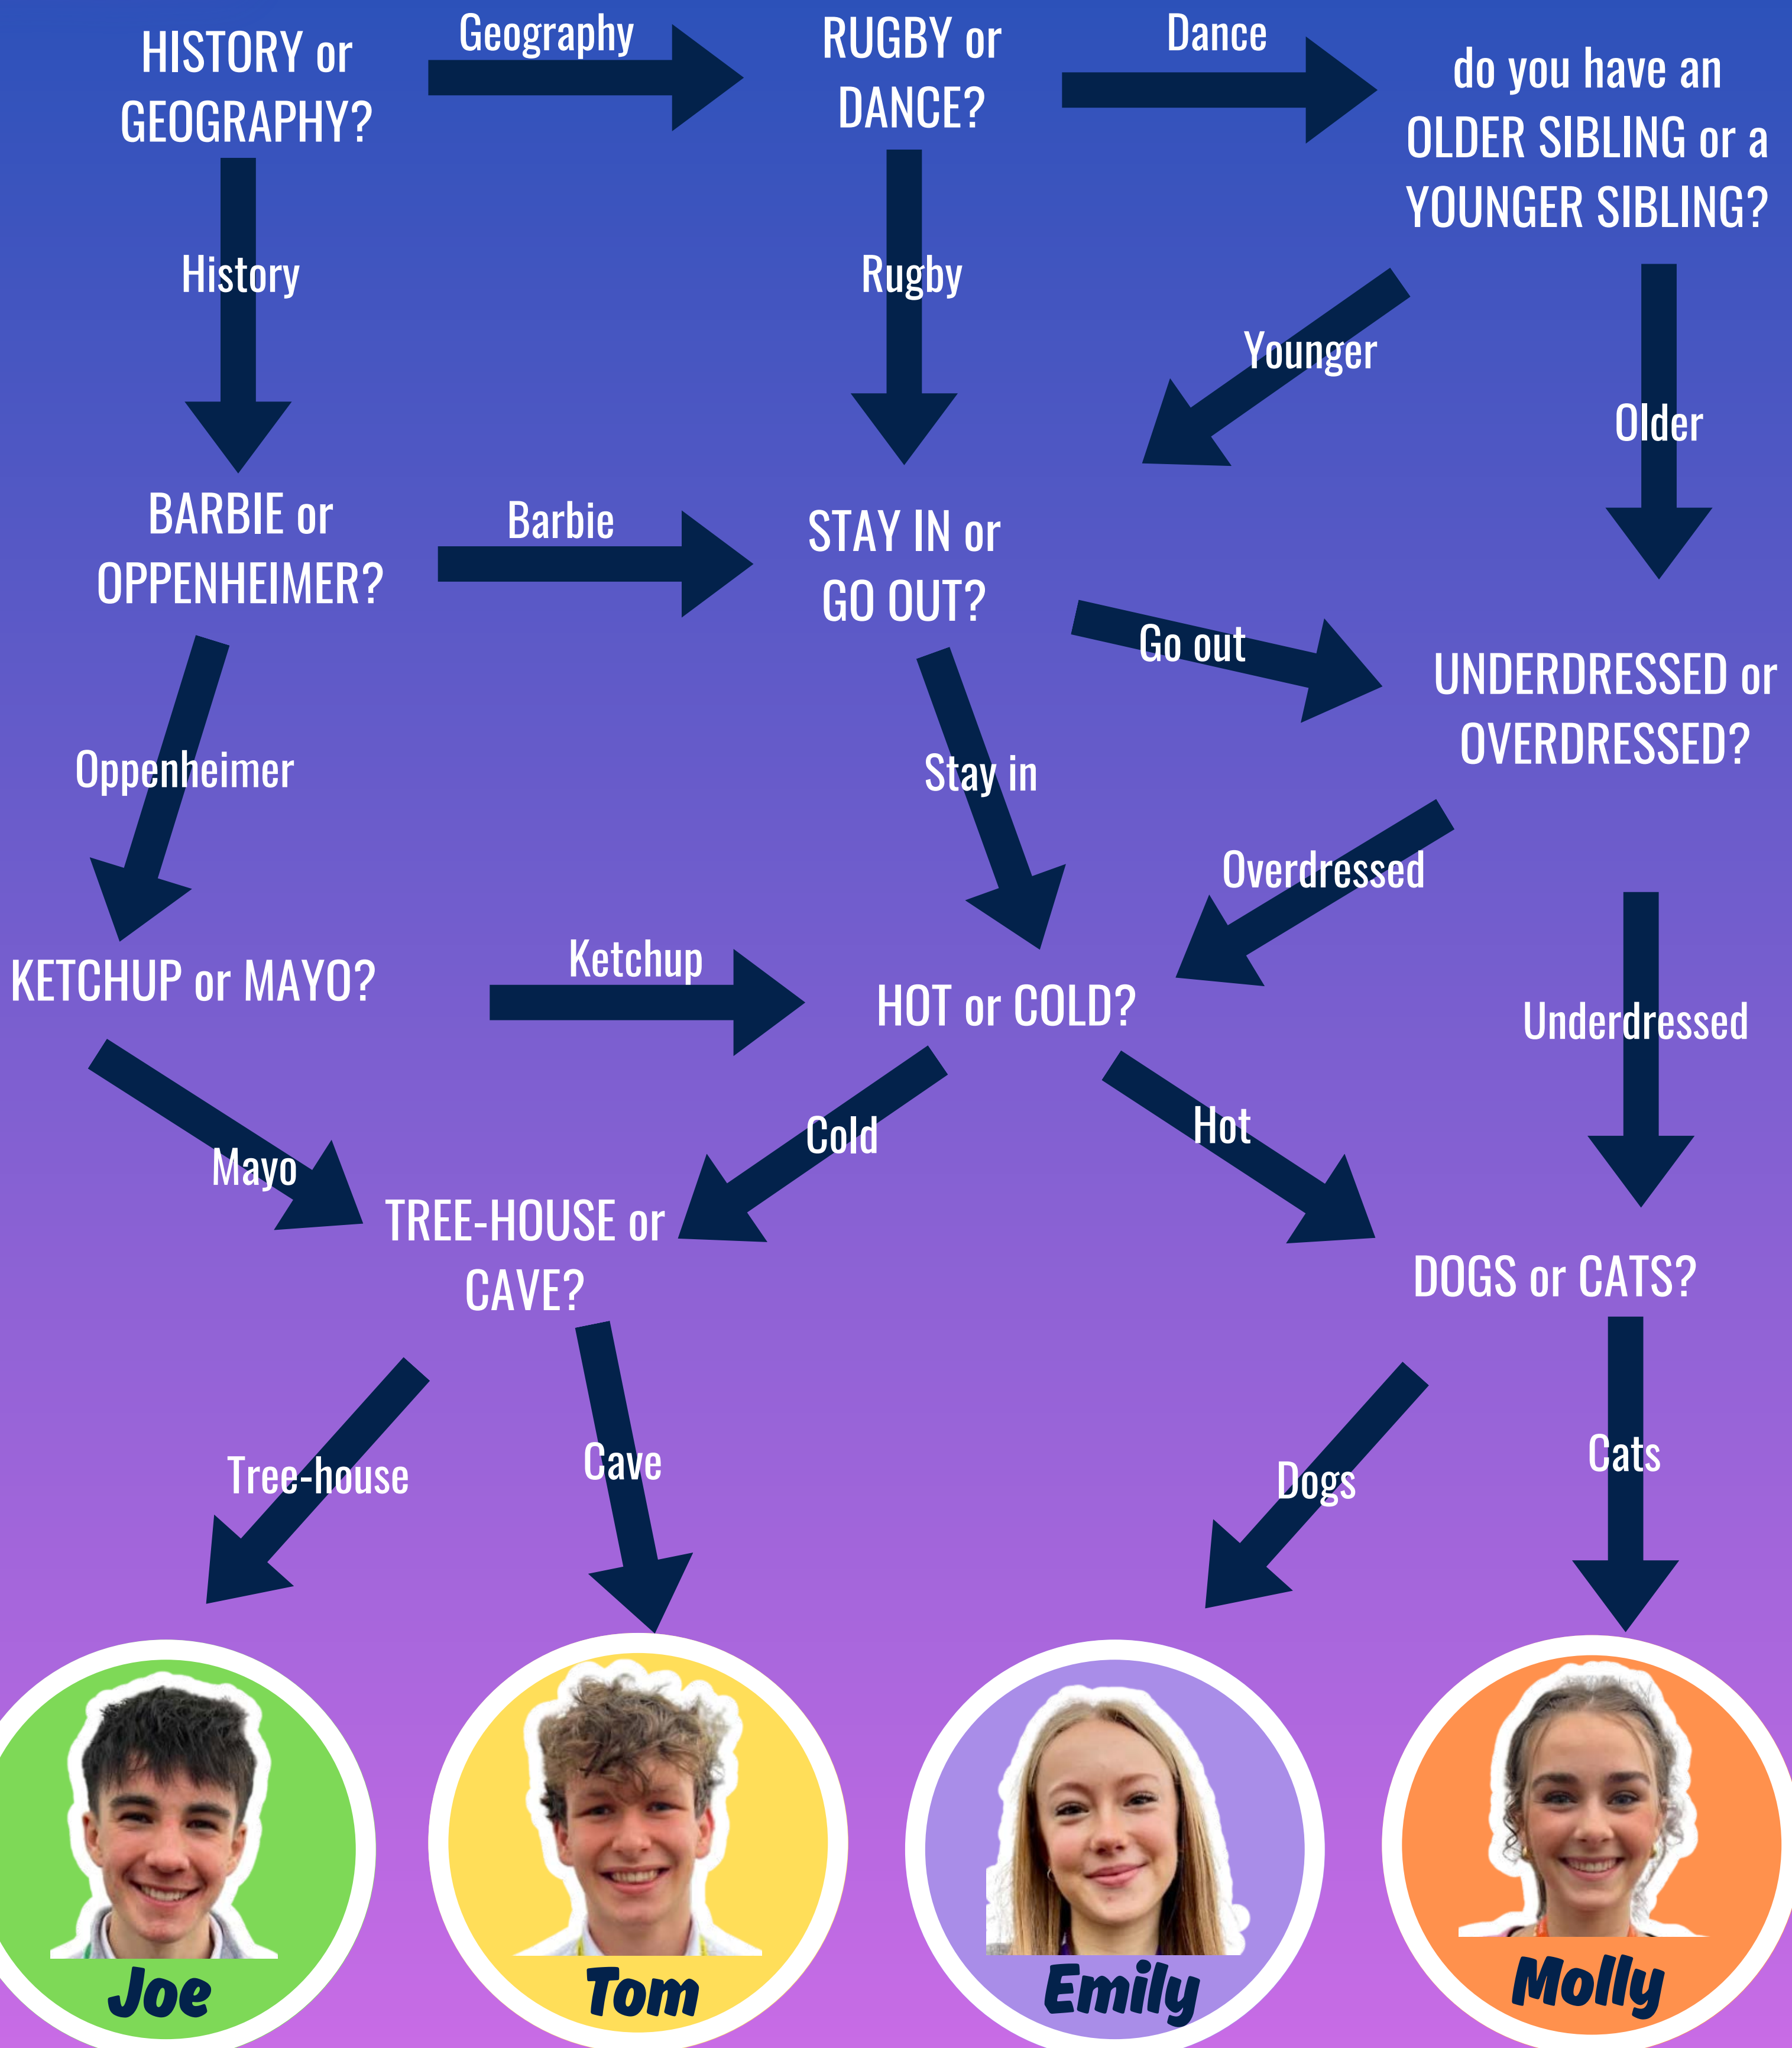 HISTORY or
GEOGRAPHY?
Geography
RUGBY or
DANCE?
Dance
do you have an
OLDER SIBLING or a
YOUNGER SIBLING?
History
Rugby
Younger
Older
BARBIE or
OPPENHEIMER?
Barbie
STAY IN or
GO OUT?
Go out
UNDERDRESSED or
OVERDRESSED?
Oppenheimer
Stay in
Overdressed
Underdressed
KETCHUP or MAYO?
Ketchup
HOT or COLD?
Mayo
Cold
Hot
TREE-HOUSE or
CAVE?
DOGS or CATS?
Tree-house
Cave
Dogs
Cats
Joe
Tom
Emily
Molly